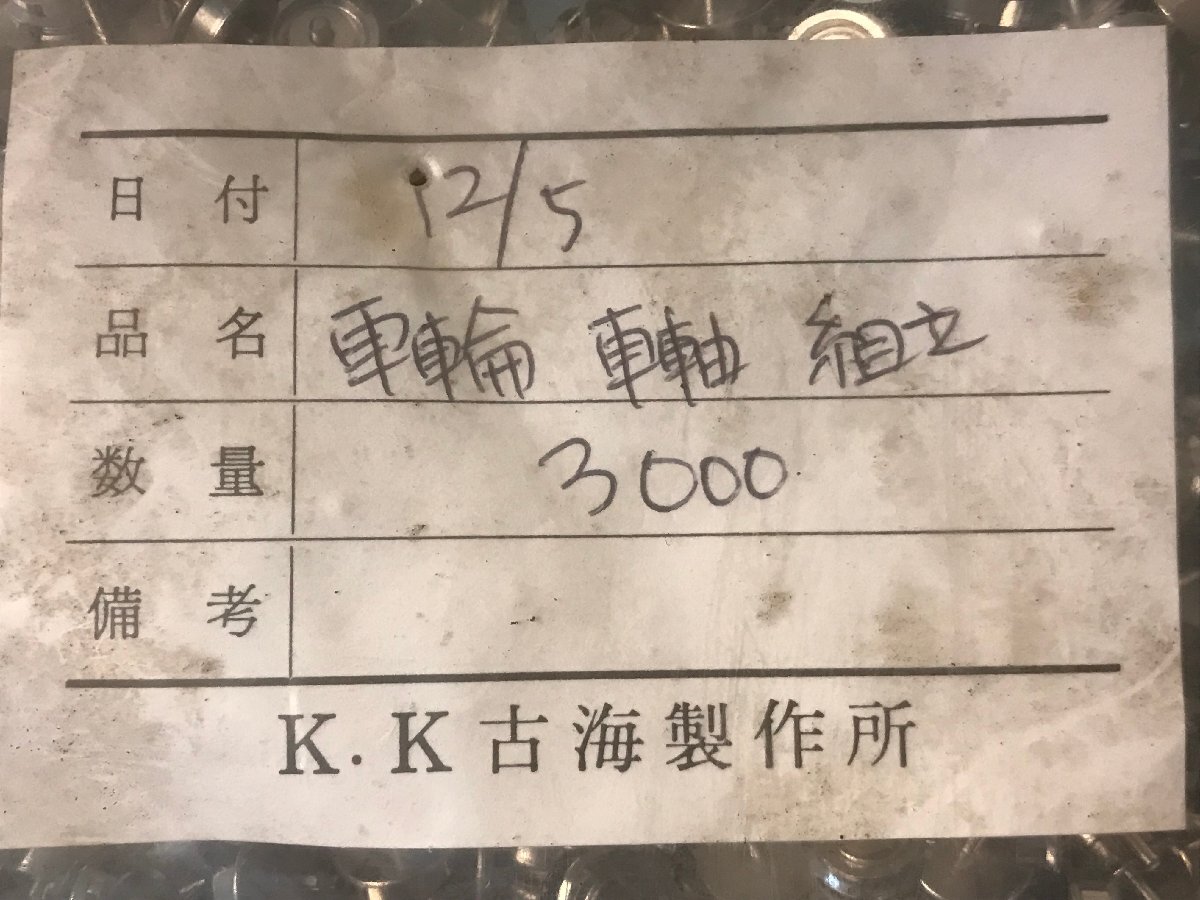 日付 12/5
品名 車輪 車軸 組立
数量 3000
備考
K.K古海製作所